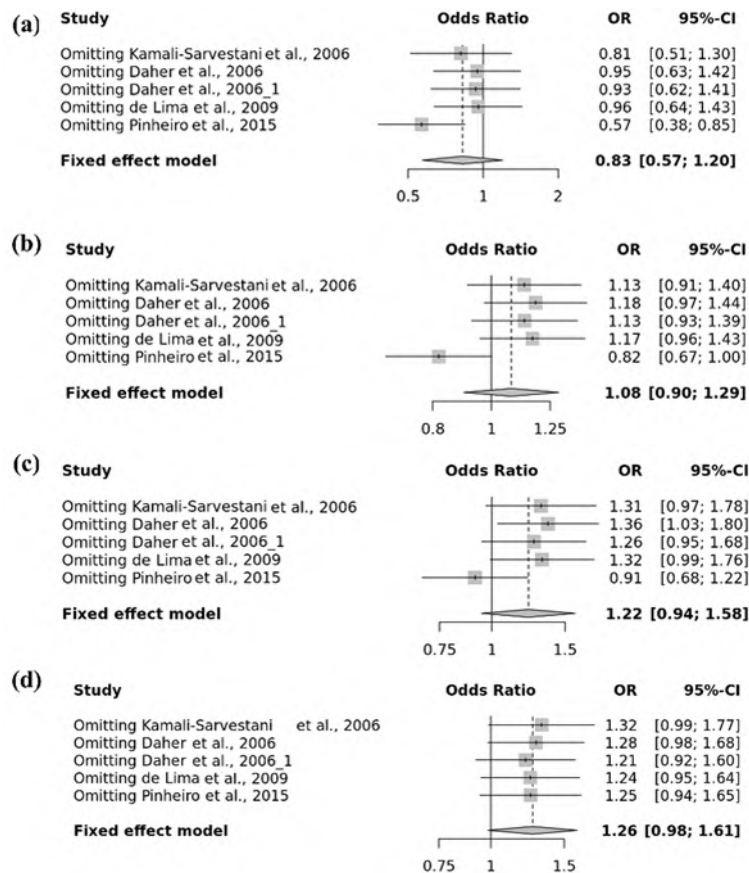 (a)
Study Odds Ratio OR 95%-CI
Omitting Kamali-Sarvestani et al., 2006 0.81 [0.51; 1.30]
Omitting Daher et al., 2006 0.95 [0.63; 1.42]
Omitting Daher et al., 2006_1 0.93 [0.62; 1.41]
Omitting de Lima et al., 2009 0.96 [0.64; 1.43]
Omitting Pinheiro et al., 2015 0.57 [0.38; 0.85]
Fixed effect model 0.83 [0.57; 1.20]
0.5 1 2
(b)
Study Odds Ratio OR 95%-CI
Omitting Kamali-Sarvestani et al., 2006 1.13 [0.91; 1.40]
Omitting Daher et al., 2006 1.18 [0.97; 1.44]
Omitting Daher et al., 2006_1 1.13 [0.93; 1.39]
Omitting de Lima et al., 2009 1.17 [0.96; 1.43]
Omitting Pinheiro et al., 2015 0.82 [0.67; 1.00]
Fixed effect model 1.08 [0.90; 1.29]
0.8 1 1.25
(c)
Study Odds Ratio OR 95%-CI
Omitting Kamali-Sarvestani et al., 2006 1.31 [0.97; 1.78]
Omitting Daher et al., 2006 1.36 [1.03; 1.80]
Omitting Daher et al., 2006_1 1.26 [0.95; 1.68]
Omitting de Lima et al., 2009 1.32 [0.99; 1.76]
Omitting Pinheiro et al., 2015 0.91 [0.68; 1.22]
Fixed effect model 1.22 [0.94; 1.58]
0.75 1 1.5
(d)
Study Odds Ratio OR 95%-CI
Omitting Kamali-Sarvestani et al., 2006 1.32 [0.99; 1.77]
Omitting Daher et al., 2006 1.28 [0.98; 1.68]
Omitting Daher et al., 2006_1 1.21 [0.92; 1.60]
Omitting de Lima et al., 2009 1.24 [0.95; 1.64]
Omitting Pinheiro et al., 2015 1.25 [0.94; 1.65]
Fixed effect model 1.26 [0.98; 1.61]
0.75 1 1.5